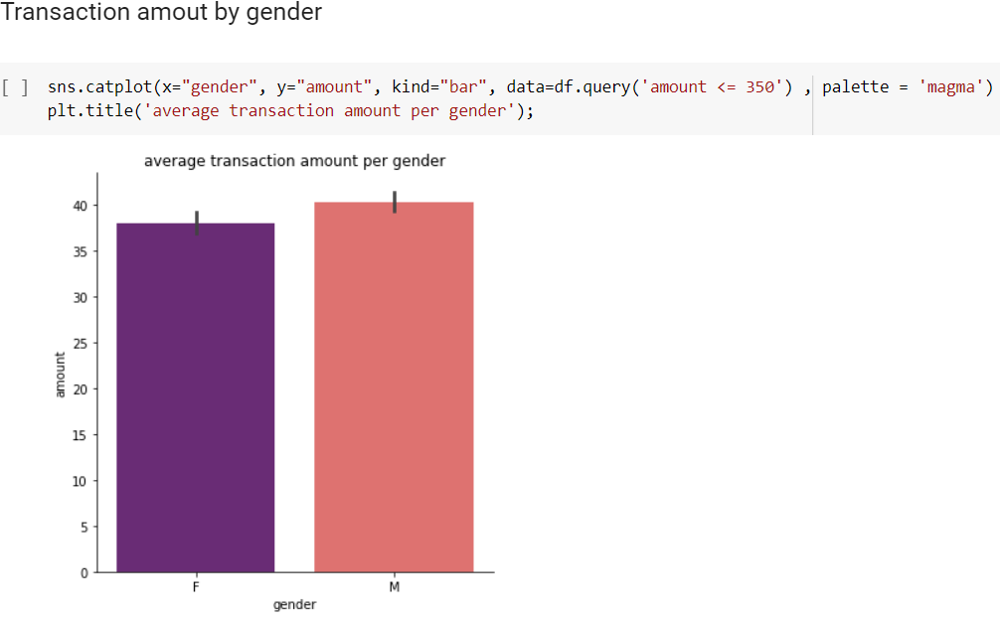 Transaction amout by gender
[ ] sns.catplot(x="gender", y="amount", kind="bar", data=df.query('amount <= 350') , palette = 'magma')
plt.title('average transaction amount per gender');
average transaction amount per gender
40
35
30
25
20
15
10
5
0
amount
F M
gender